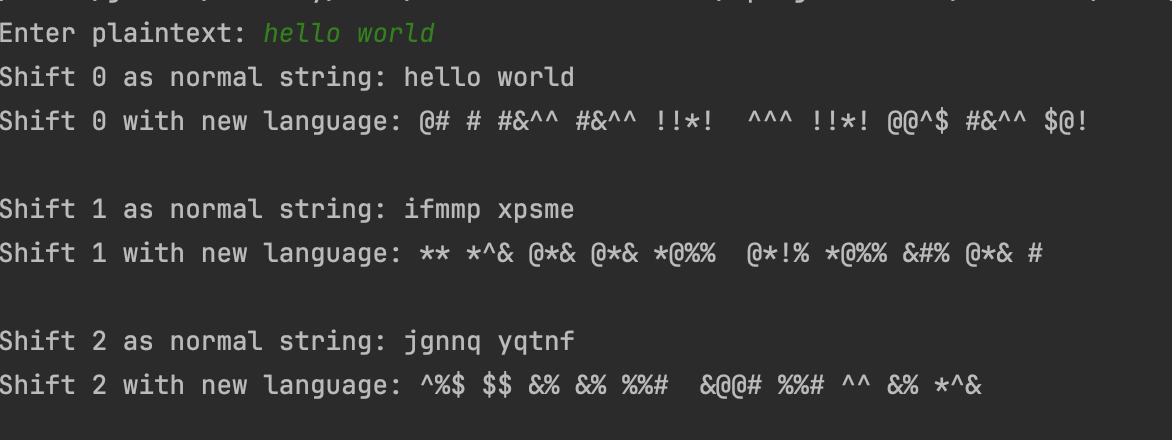 Enter plaintext: hello world
Shift 0 as normal string: hello world
Shift 0 with new language: @# # #&^^ #&^^ !!*!  ^^^ !!*! @@^$ #&^^ $@!
Shift 1 as normal string: ifmmp xpsme
Shift 1 with new language: ** *^& @*& @*& *@%%  @*!% *@%% &#% @*& #
Shift 2 as normal string: jgnnq yqtnf
Shift 2 with new language: ^%$ $$ &% &% %%#  &@@# %%# ^^ &% *^&